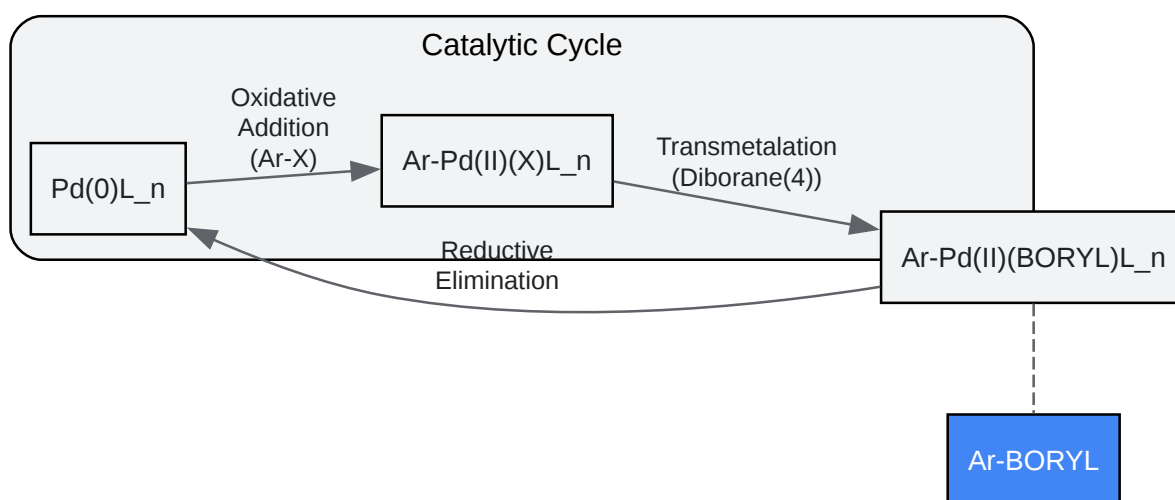 Catalytic Cycle
Oxidative
Addition
(Ar-X)
Pd(0)L_n
Ar-Pd(II)(X)L_n
Transmetalation
(Diborane(4))
Reductive
Elimination
Ar-Pd(II)(BORYL)L_n
Ar-BORYL